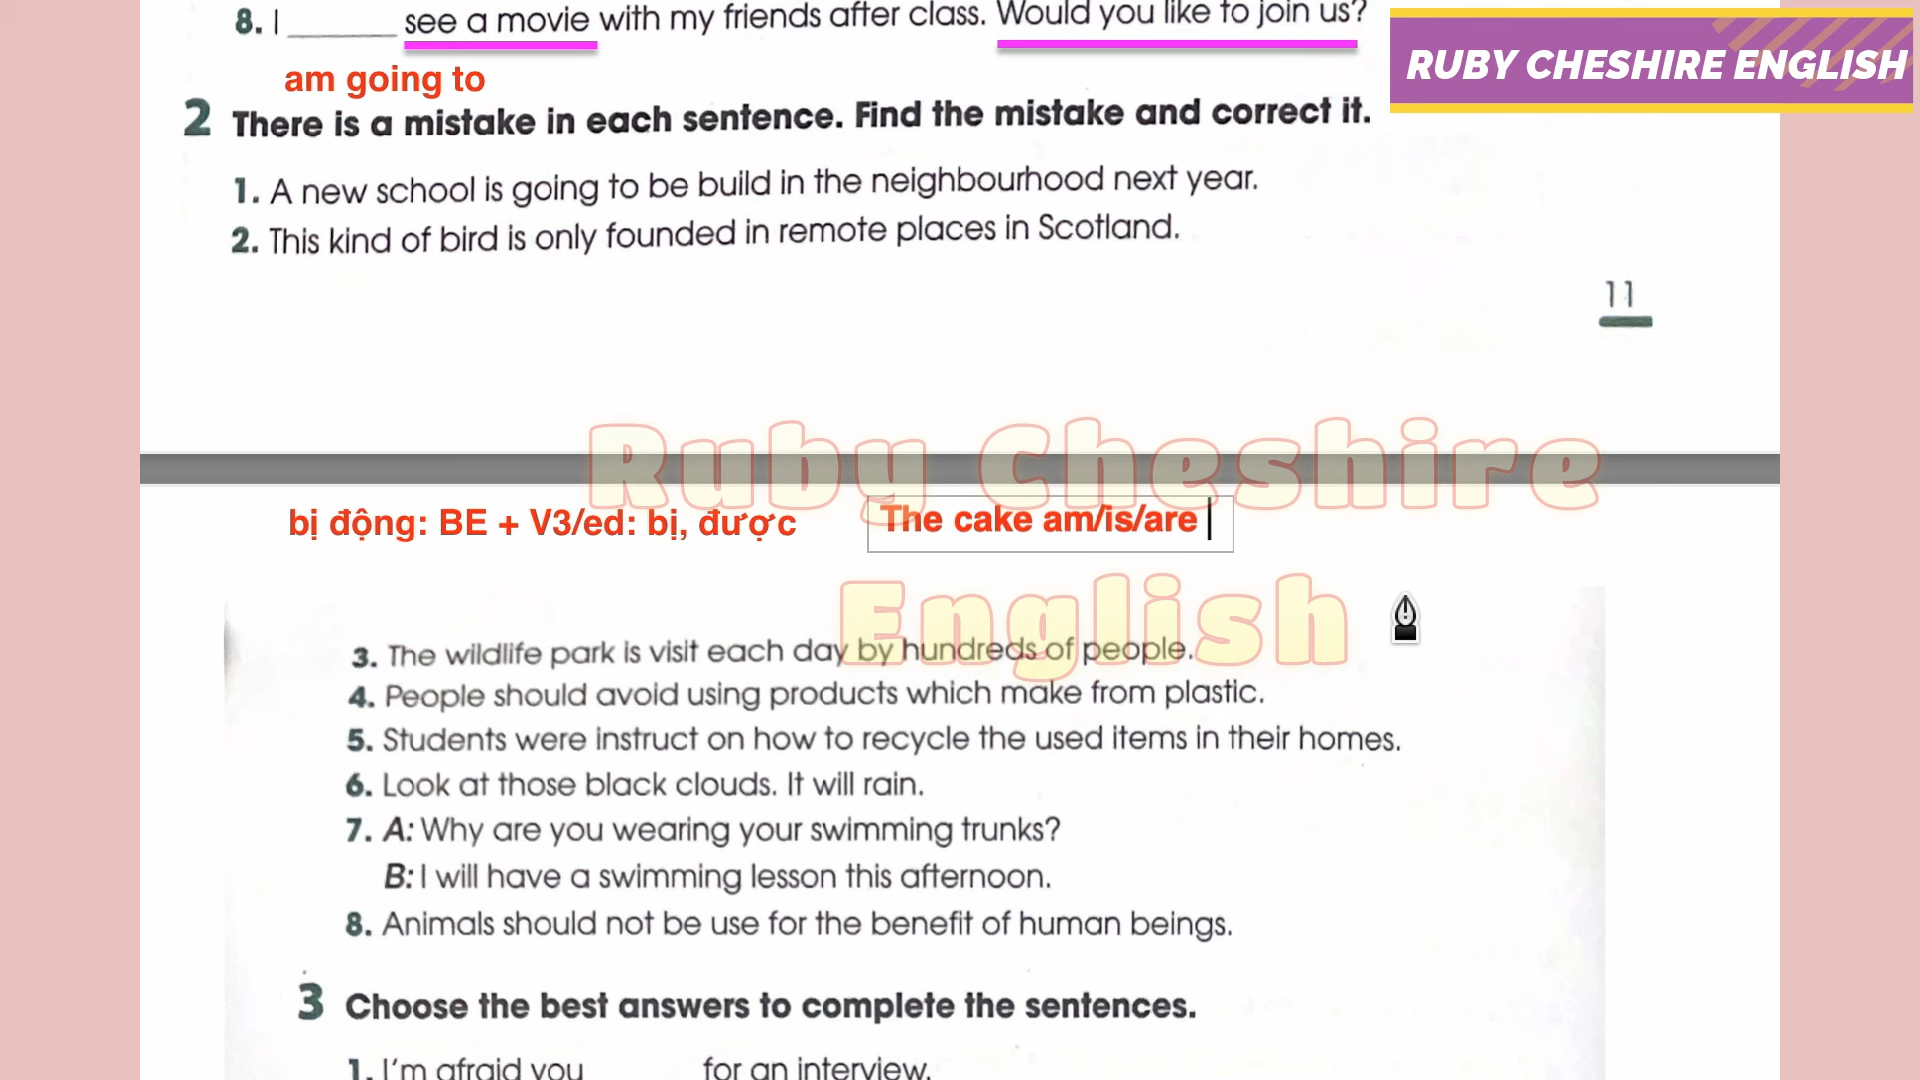 8. I ______ see a movie with my friends after class. Would you like to join us?
RUBY CHESHIRE ENGLISH
am going to
2 There is a mistake in each sentence. Find the mistake and correct it.
1. A new school is going to be build in the neighbourhood next year.
2. This kind of bird is only founded in remote places in Scotland.
11
Ruby Cheshire
bị động: BE + V3/ed: bị, được
The cake am/is/are
English
3. The wildlife park is visit each day by hundreds of people.
4. People should avoid using products which make from plastic.
5. Students were instruct on how to recycle the used items in their homes.
6. Look at those black clouds. It will rain.
7. A: Why are you wearing your swimming trunks?
B: I will have a swimming lesson this afternoon.
8. Animals should not be use for the benefit of human beings.
3 Choose the best answers to complete the sentences.
1. I'm afraid you ______ for an interview.